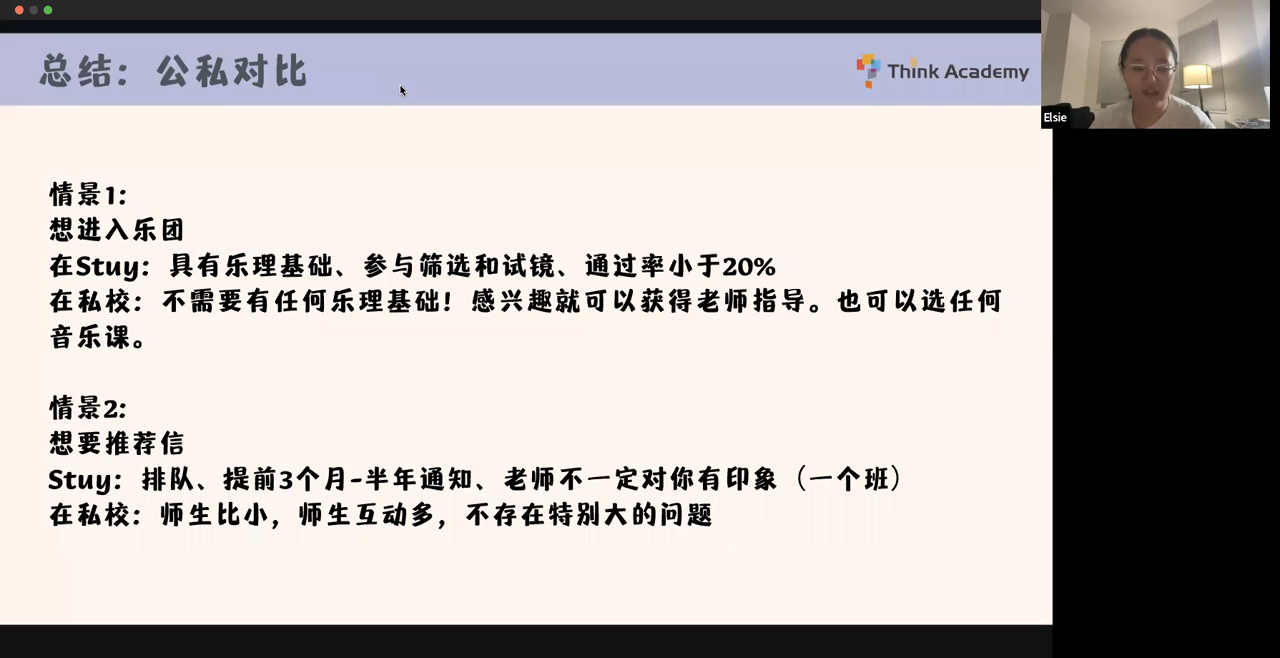 总结：公私对比
Think Academy
Elsie
情景1:
想进入乐团
在Stuy：具有乐理基础、参与筛选和试镜、通过率小于20%
在私校：不需要有任何乐理基础！感兴趣就可以获得老师指导。也可以选任何
音乐课。
情景2:
想要推荐信
Stuy：排队、提前3个月-半年通知、老师不一定对你有印象（一个班）
在私校：师生比小，师生互动多，不存在特别大的问题